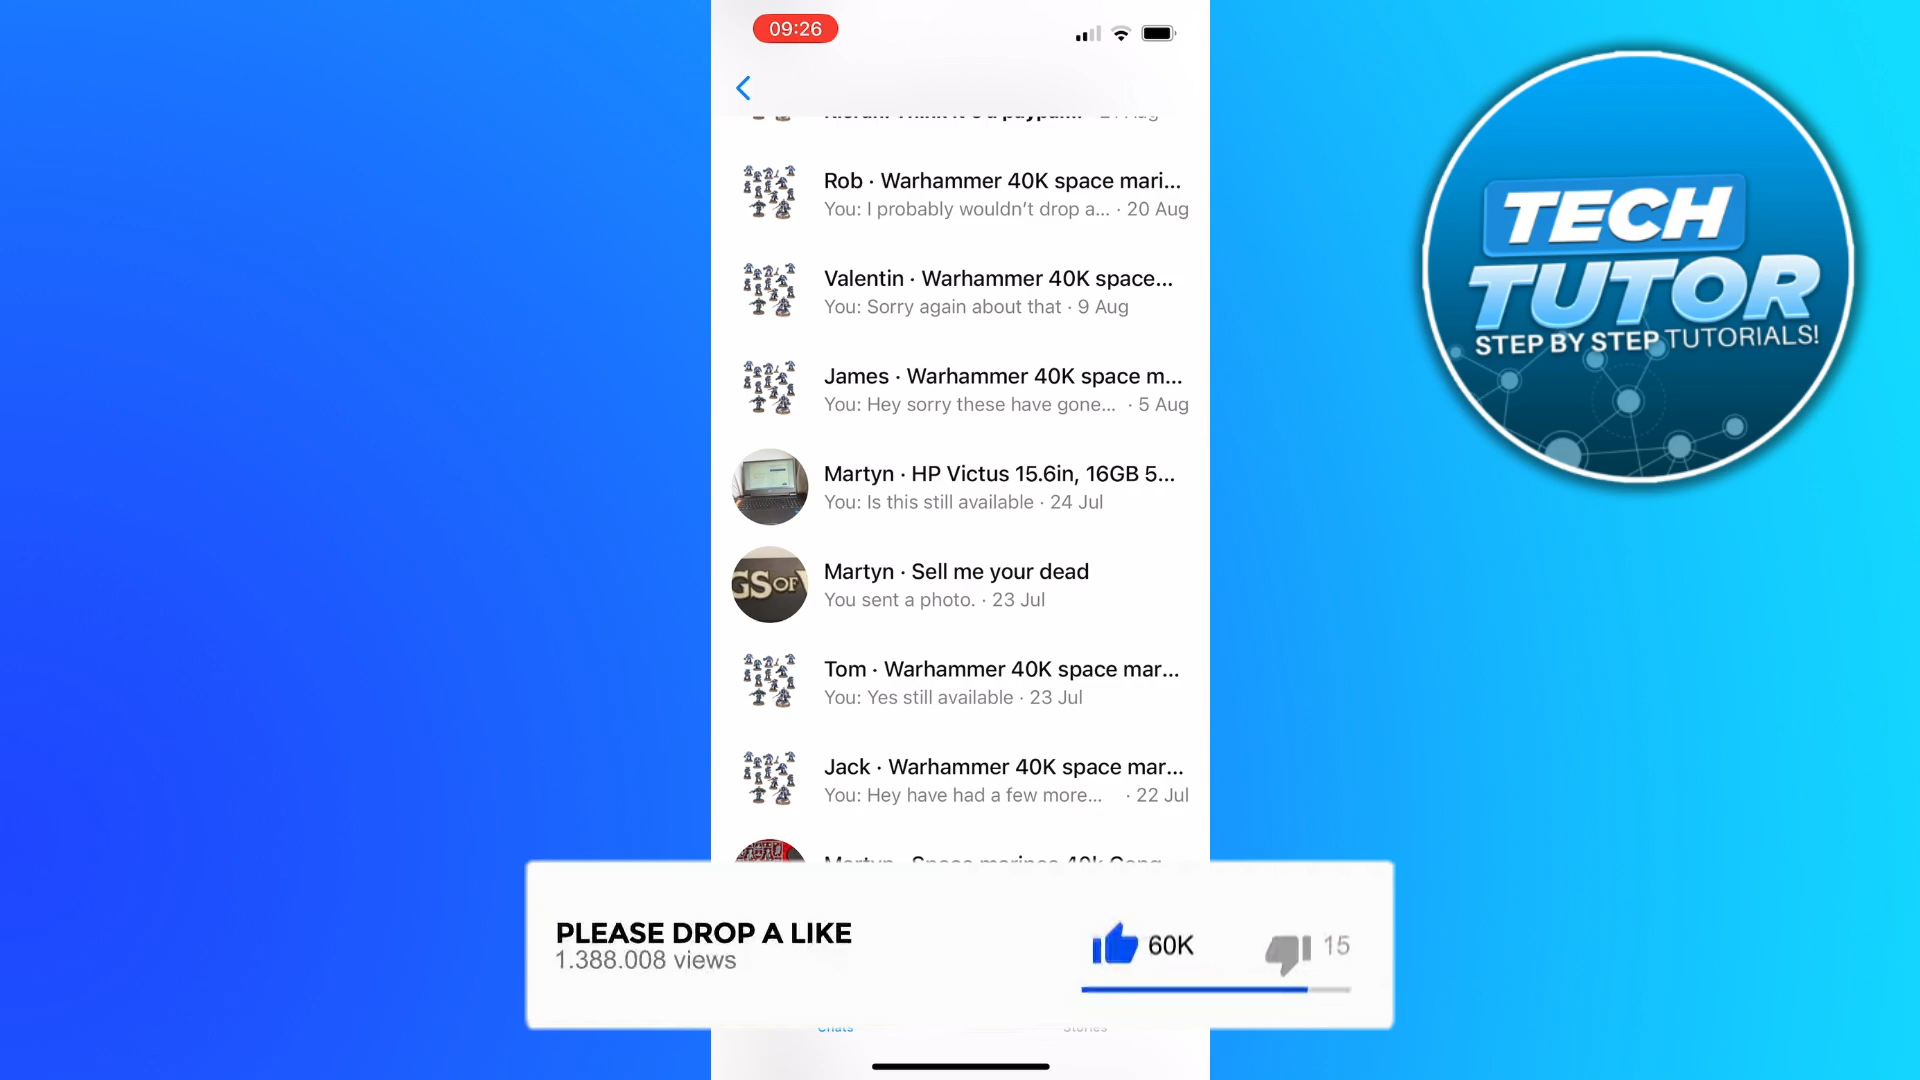 09:26
Rob · Warhammer 40K space mari...
You: I probably wouldn't drop a... · 20 Aug
Valentin · Warhammer 40K space...
You: Sorry again about that · 9 Aug
James · Warhammer 40K space m...
You: Hey sorry these have gone... · 5 Aug
Martyn · HP Victus 15.6in, 16GB 5...
You: Is this still available · 24 Jul
GS OF
Martyn · Sell me your dead
You sent a photo. · 23 Jul
Tom · Warhammer 40K space mar...
You: Yes still available · 23 Jul
Jack · Warhammer 40K space mar...
You: Hey have had a few more... · 22 Jul
PLEASE DROP A LIKE
1.388.008 views
60K
15
Chats
Stories
TECH
TUTOR
STEP BY STEP TUTORIALS!